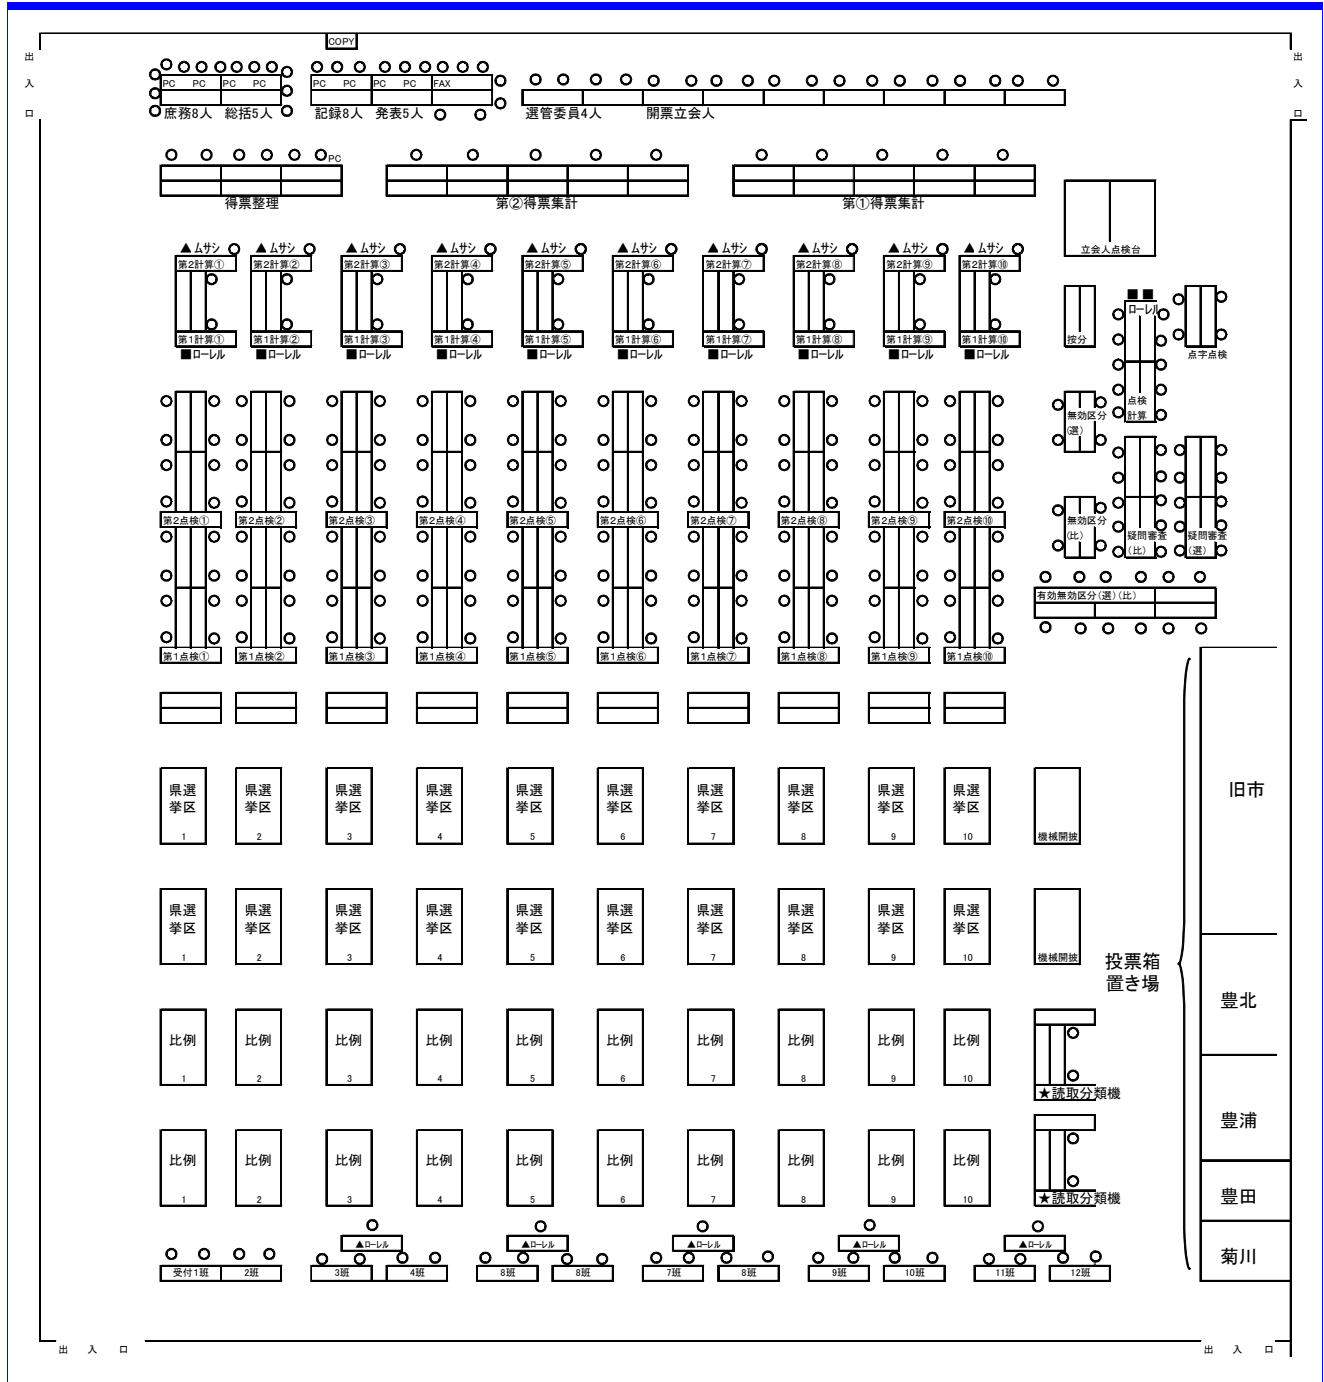 COPY
出入口
出入口
PC PC PC PC
PC PC PC PC FAX
庶務8人 総括5人
記録8人 発表5人
選管委員4人 開票立会人
PC
得票整理
第②得票集計
第①得票集計
立会人点検台
▲ムサシ ▲ムサシ ▲ムサシ ▲ムサシ ▲ムサシ ▲ムサシ ▲ムサシ ▲ムサシ ▲ムサシ ▲ムサシ
第2計算① 第2計算② 第2計算③ 第2計算④ 第2計算⑤ 第2計算⑥ 第2計算⑦ 第2計算⑧ 第2計算⑨ 第2計算⑩
第1計算① 第1計算② 第1計算③ 第1計算④ 第1計算⑤ 第1計算⑥ 第1計算⑦ 第1計算⑧ 第1計算⑨ 第1計算⑩
■ローレル ■ローレル ■ローレル ■ローレル ■ローレル ■ローレル ■ローレル ■ローレル ■ローレル ■ローレル
■■
ローレル
按分
点字点検
点検
計算
無効区分
(選)
第2点検① 第2点検② 第2点検③ 第2点検④ 第2点検⑤ 第2点検⑥ 第2点検⑦ 第2点検⑧ 第2点検⑨ 第2点検⑩
無効区分
(比)
疑問審査
(比)
疑問審査
(選)
有効無効区分(選)(比)
第1点検① 第1点検② 第1点検③ 第1点検④ 第1点検⑤ 第1点検⑥ 第1点検⑦ 第1点検⑧ 第1点検⑨ 第1点検⑩
県選 県選 県選 県選 県選 県選 県選 県選 県選 県選
挙区 挙区 挙区 挙区 挙区 挙区 挙区 挙区 挙区 挙区
1 2 3 4 5 6 7 8 9 10 機械開披
県選 県選 県選 県選 県選 県選 県選 県選 県選 県選
挙区 挙区 挙区 挙区 挙区 挙区 挙区 挙区 挙区 挙区
1 2 3 4 5 6 7 8 9 10 機械開披
比例 比例 比例 比例 比例 比例 比例 比例 比例 比例
1 2 3 4 5 6 7 8 9 10
★読取分類機
比例 比例 比例 比例 比例 比例 比例 比例 比例 比例
1 2 3 4 5 6 7 8 9 10
★読取分類機
投票箱
置き場
旧市
豊北
豊浦
豊田
菊川
▲ローレル ▲ローレル ▲ローレル ▲ローレル ▲ローレル
受付1班 2班 3班 4班 8班 8班 7班 8班 9班 10班 11班 12班
出入口
出入口